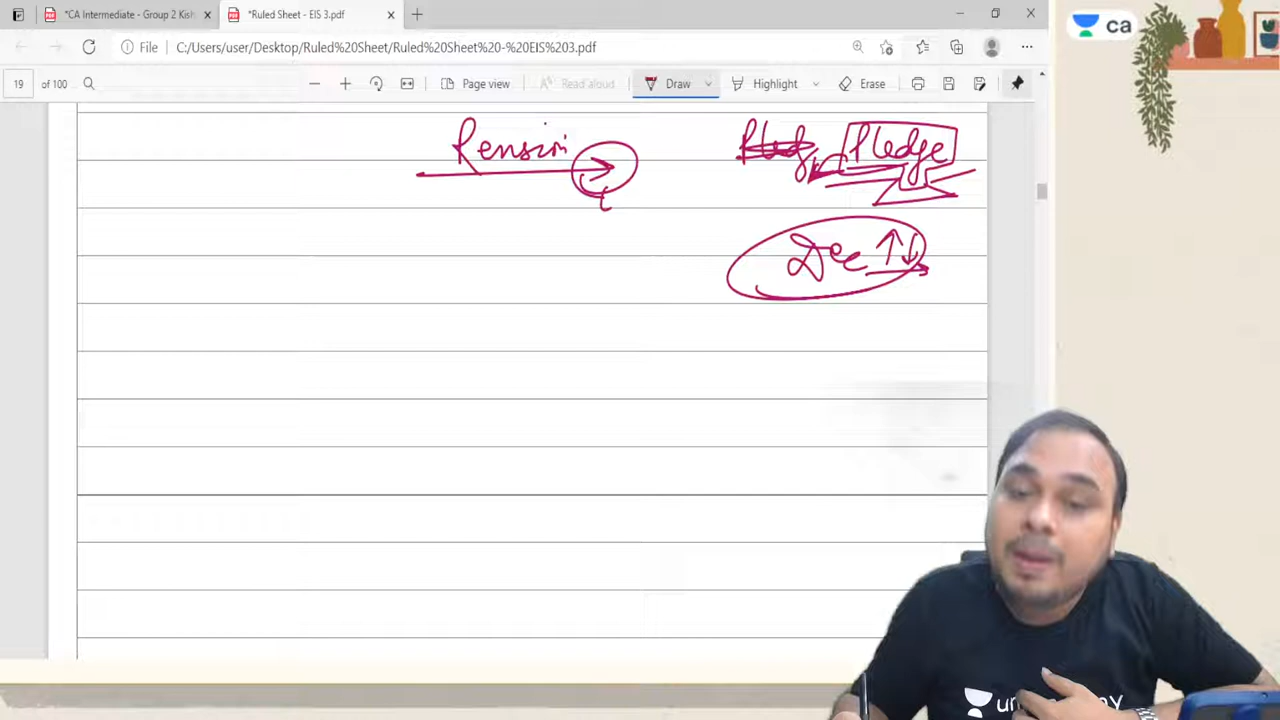 *CA Intermediate - Group 2 Kish
*Ruled Sheet - EIS 3.pdf
File
C:/Users/user/Desktop/Ruled%20Sheet/Ruled%20Sheet%20-%20EIS%203.pdf
ca
19 of 100
Page view
Read aloud
Draw
Highlight
Erase
Pension
Pledge
Dec ↑↓